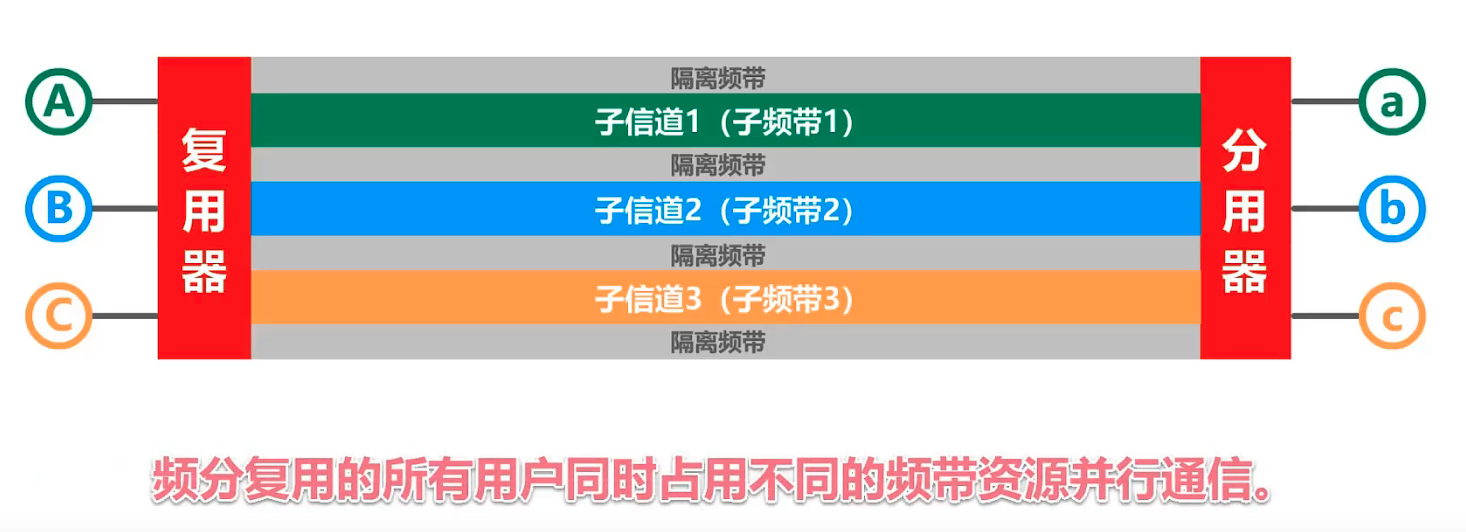 隔离频带
A
子信道1（子频带1）
a
隔离频带
B
子信道2（子频带2）
b
隔离频带
C
子信道3（子频带3）
c
隔离频带
复用器
分用器
频分复用的所有用户同时占用不同的频带资源并行通信。